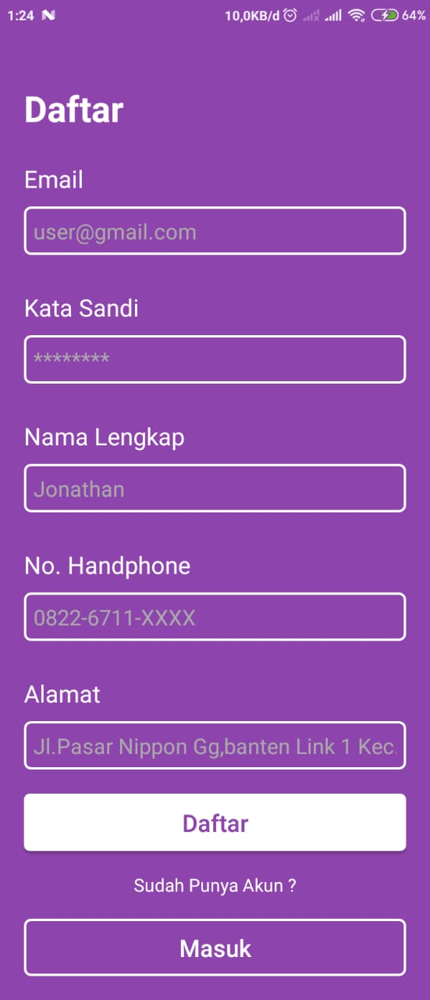 1:24 10,0KB/d 64%
Daftar
Email
user@gmail.com
Kata Sandi
********
Nama Lengkap
Jonathan
No. Handphone
0822-6711-XXXX
Alamat
Jl.Pasar Nippon Gg,banten Link 1 Kec.
Daftar
Sudah Punya Akun ?
Masuk